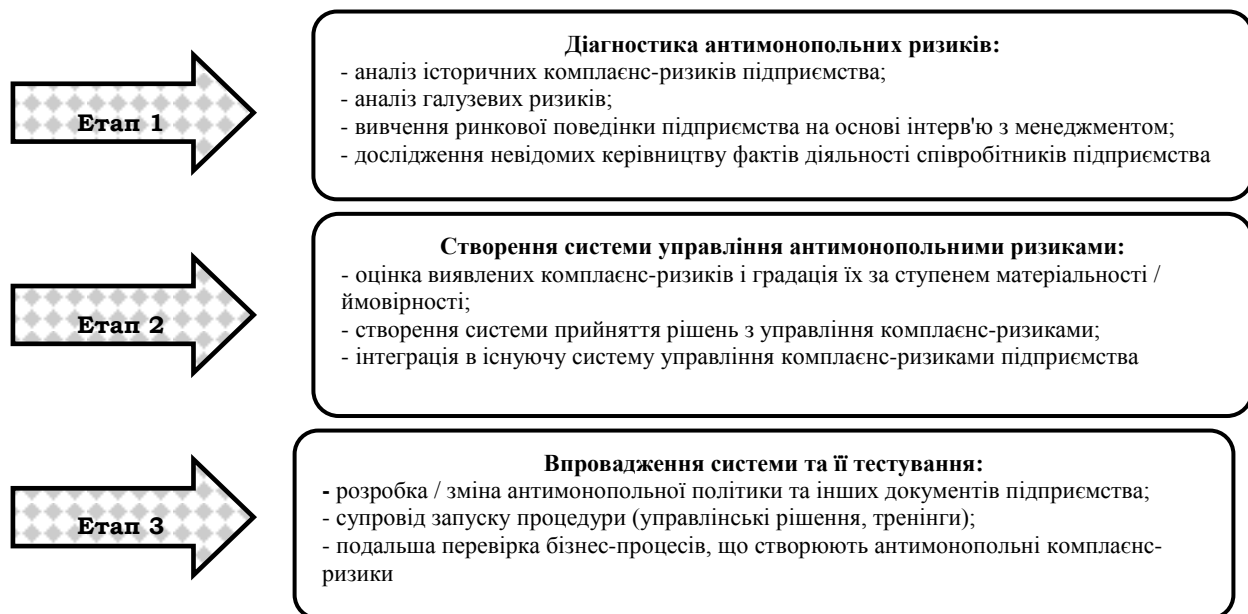 Етап 1
Діагностика антимонопольних ризиків:
- аналіз історичних комплаєнс-ризиків підприємства;
- аналіз галузевих ризиків;
- вивчення ринкової поведінки підприємства на основі інтерв'ю з менеджментом;
- дослідження невідомих керівництву фактів діяльності співробітників підприємства
Етап 2
Створення системи управління антимонопольними ризиками:
- оцінка виявлених комплаєнс-ризиків і градація їх за ступенем матеріальності /
ймовірності;
- створення системи прийняття рішень з управління комплаєнс-ризиками;
- інтеграція в існуючу систему управління комплаєнс-ризиками підприємства
Етап 3
Впровадження системи та її тестування:
- розробка / зміна антимонопольної політики та інших документів підприємства;
- супровід запуску процедури (управлінські рішення, тренінги);
- подальша перевірка бізнес-процесів, що створюють антимонопольні комплаєнс-
ризики